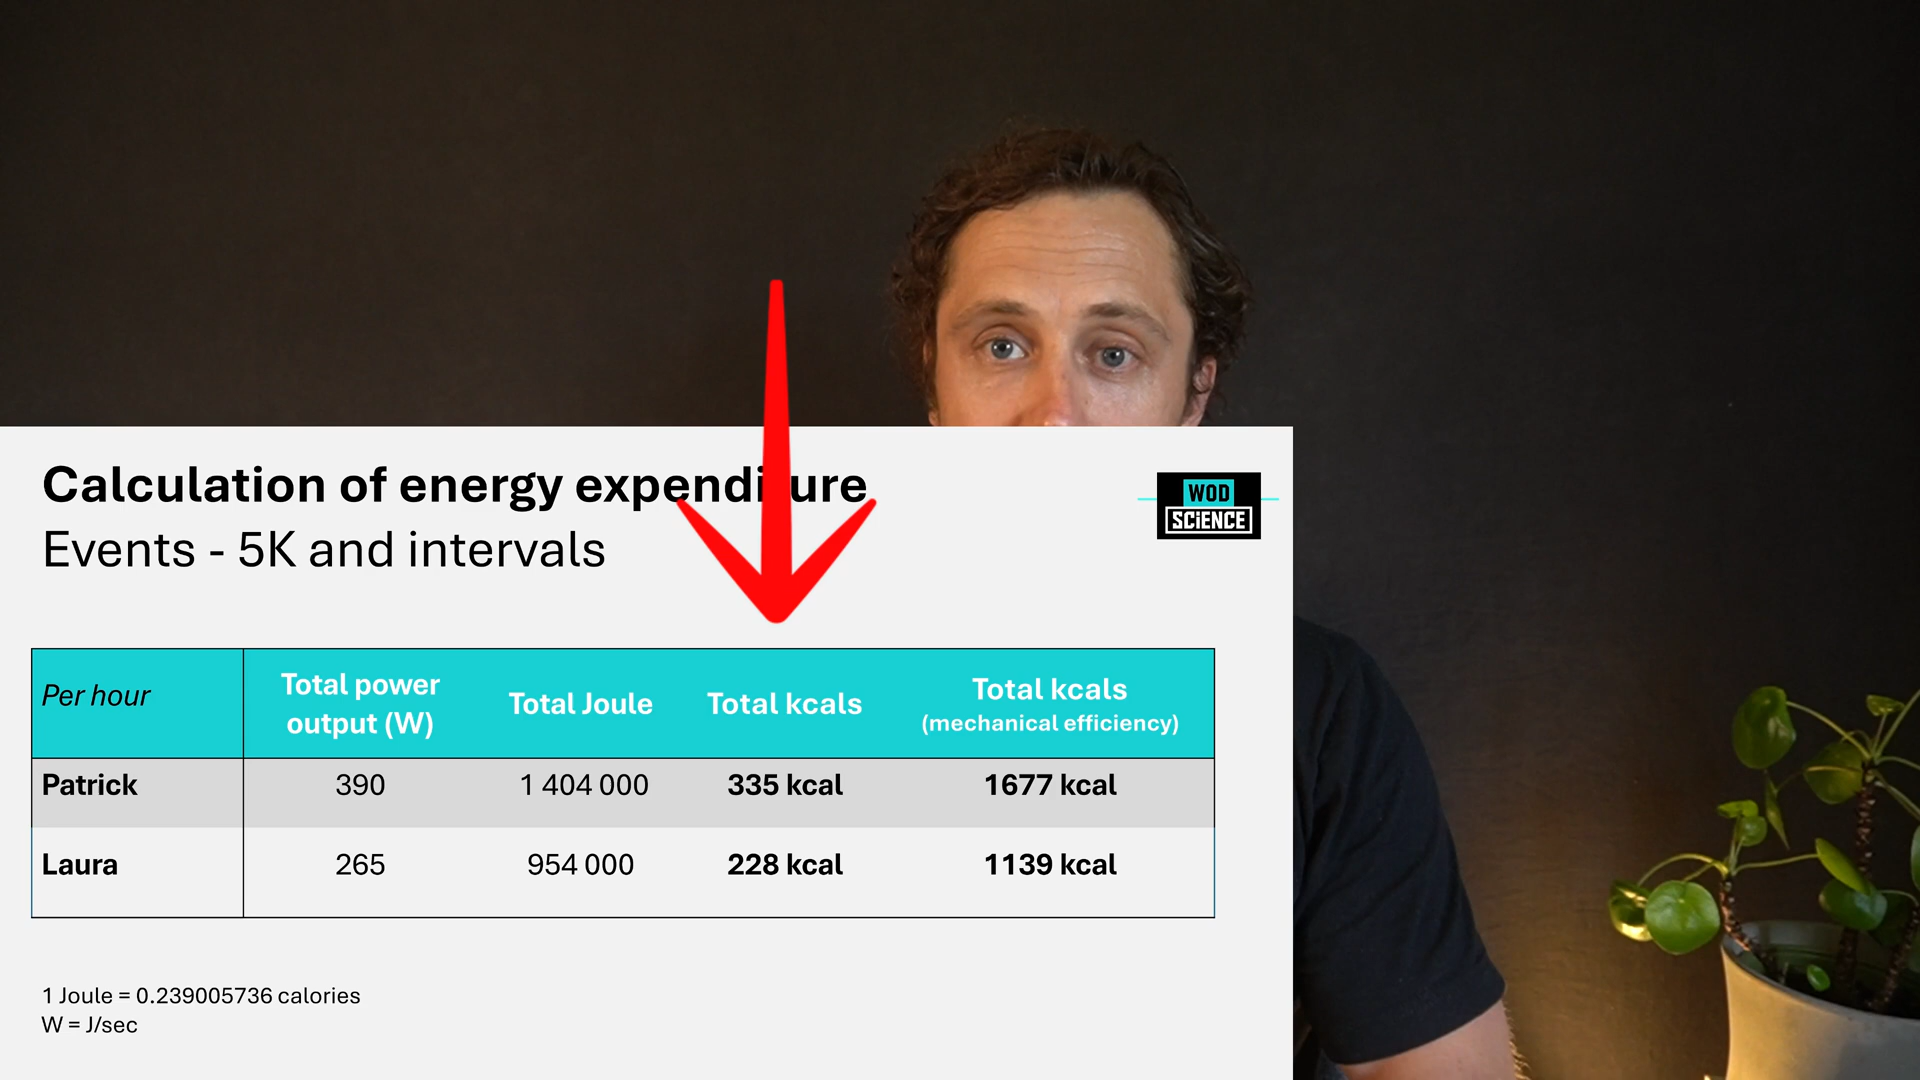 Calculation of energy expenditure
Events - 5K and intervals
WOD
SCiENCE
Per hour
Total power output (W)
Total Joule
Total kcals
Total kcals (mechanical efficiency)
Patrick 390 1 404 000 335 kcal 1677 kcal
Laura 265 954 000 228 kcal 1139 kcal
1 Joule = 0.239005736 calories
W = J/sec